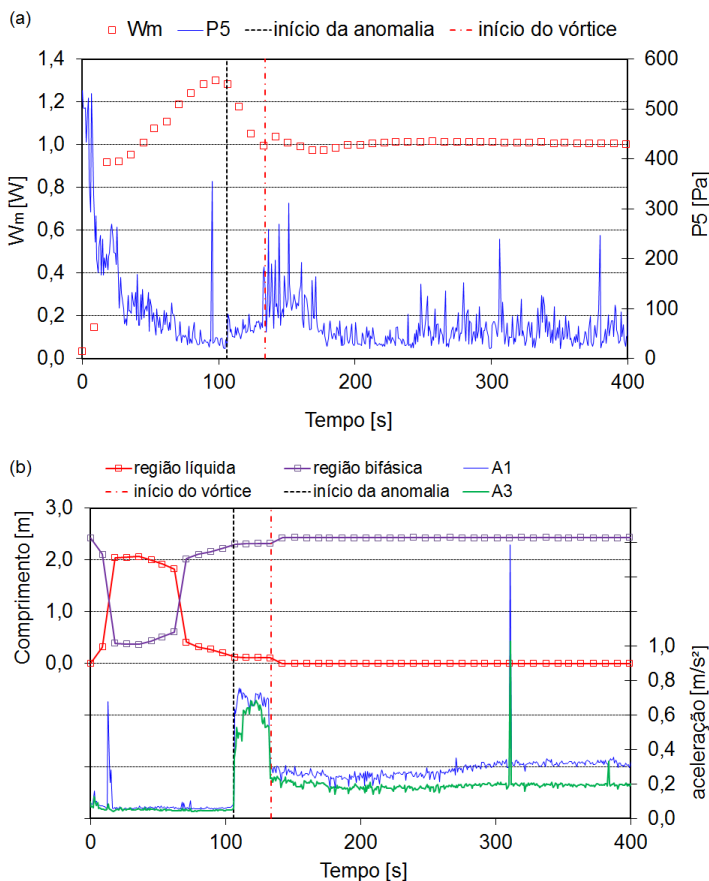 (a)
Wm P5 início da anomalia início do vórtice
1,4
1,2
1,0
0,8
0,6
0,4
0,2
0,0
Wm [W]
600
500
400
300
200
100
0
P5 [Pa]
0 100 200 300 400
Tempo [s]
(b)
região líquida região bifásica A1
início do vórtice início da anomalia A3
3,0
2,0
1,0
0,0
Comprimento [m]
1,0
0,8
0,6
0,4
0,2
0,0
aceleração [m/s²]
0 100 200 300 400
Tempo [s]